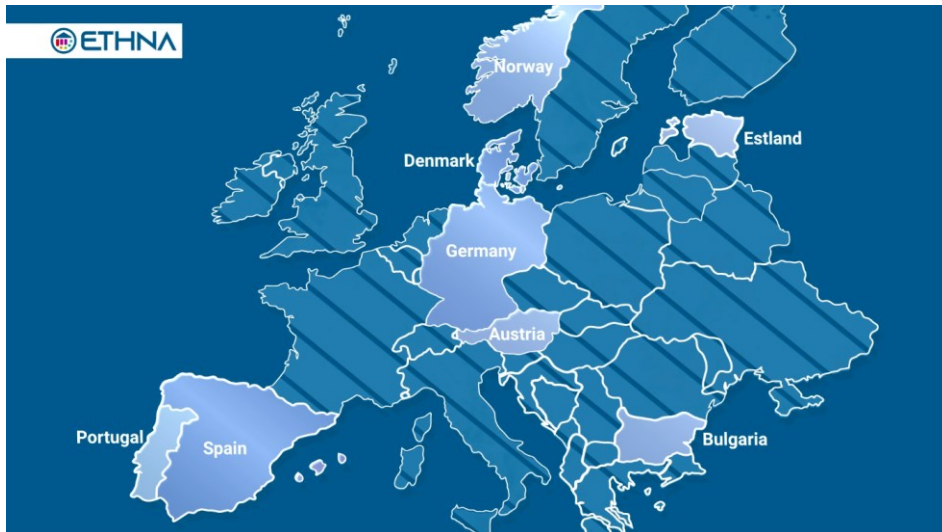 ETHNA
Norway
Estland
Denmark
Germany
Austria
Portugal
Spain
Bulgaria